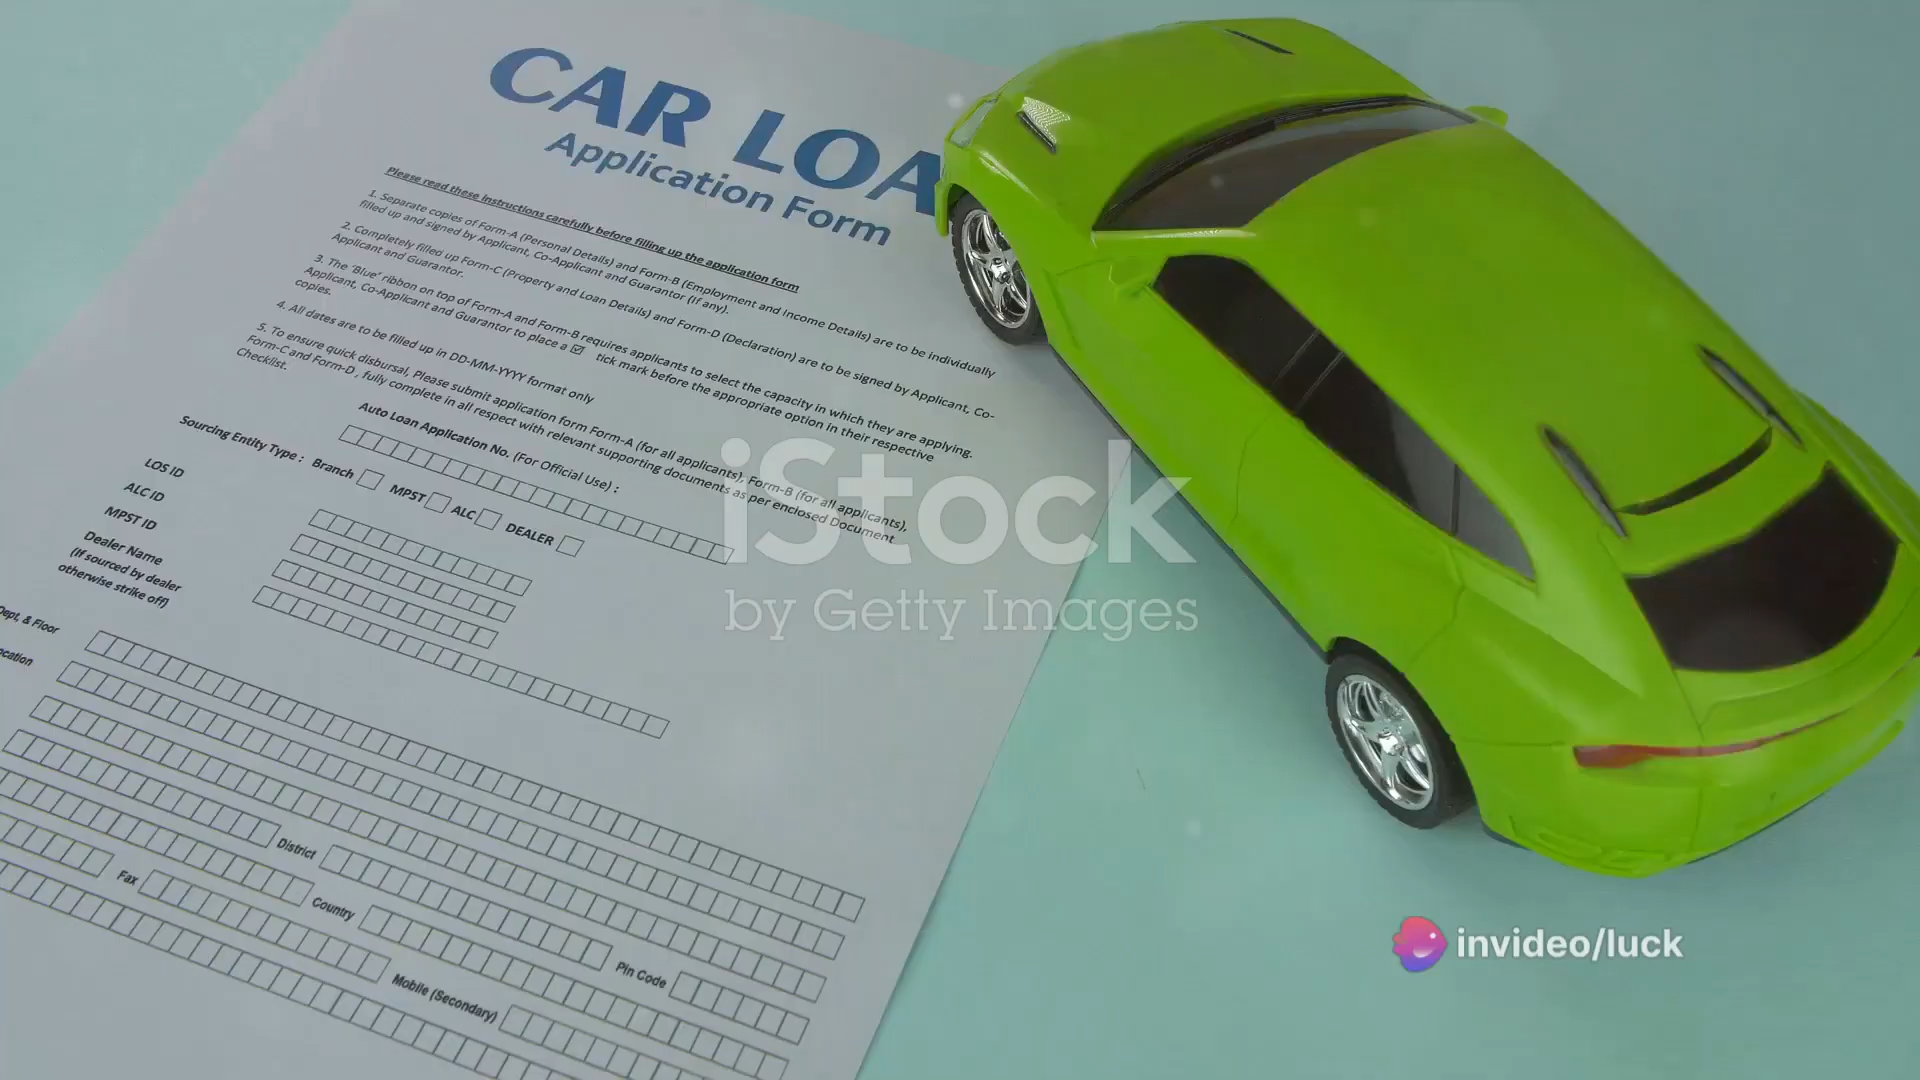 CAR LOA
Application Form
Please read these Instructions carefully before filling up the application form
1. Separate copies of Form-A (Personal Details) and Form-B (Employment and Income Details) are to be individually
filled up and signed by Applicant, Co-Applicant and Guarantor (if any).
2. Completely filled up Form-C (Property and Loan Details) and Form-D (Declaration) are to be signed by Applicant, Co-
Applicant and Guarantor.
3. The 'Blue' ribbon on top of Form-A and Form-B requires applicants to select the capacity in which they are applying.
Applicant, Co-Applicant and Guarantor to place a ☑ tick mark before the appropriate option in their respective
copies.
4. All dates are to be filled up in DD-MM-YYYY format only
5. To ensure quick disbursal, Please submit application form Form-A (for all applicants), Form-B (for all applicants),
Form-C and Form-D , fully complete in all respect with relevant supporting documents as per enclosed Document
Checklist.
Auto Loan Application No. (For Official Use) :
Sourcing Entity Type : Branch MPST ALC DEALER
LOS ID
ALC ID
MPST ID
Dealer Name
(If sourced by dealer
otherwise strike off)
Dept, & Floor
District
Fax
Country
Pin Code
Mobile (Secondary)
iStock
by Getty Images
invideo/luck